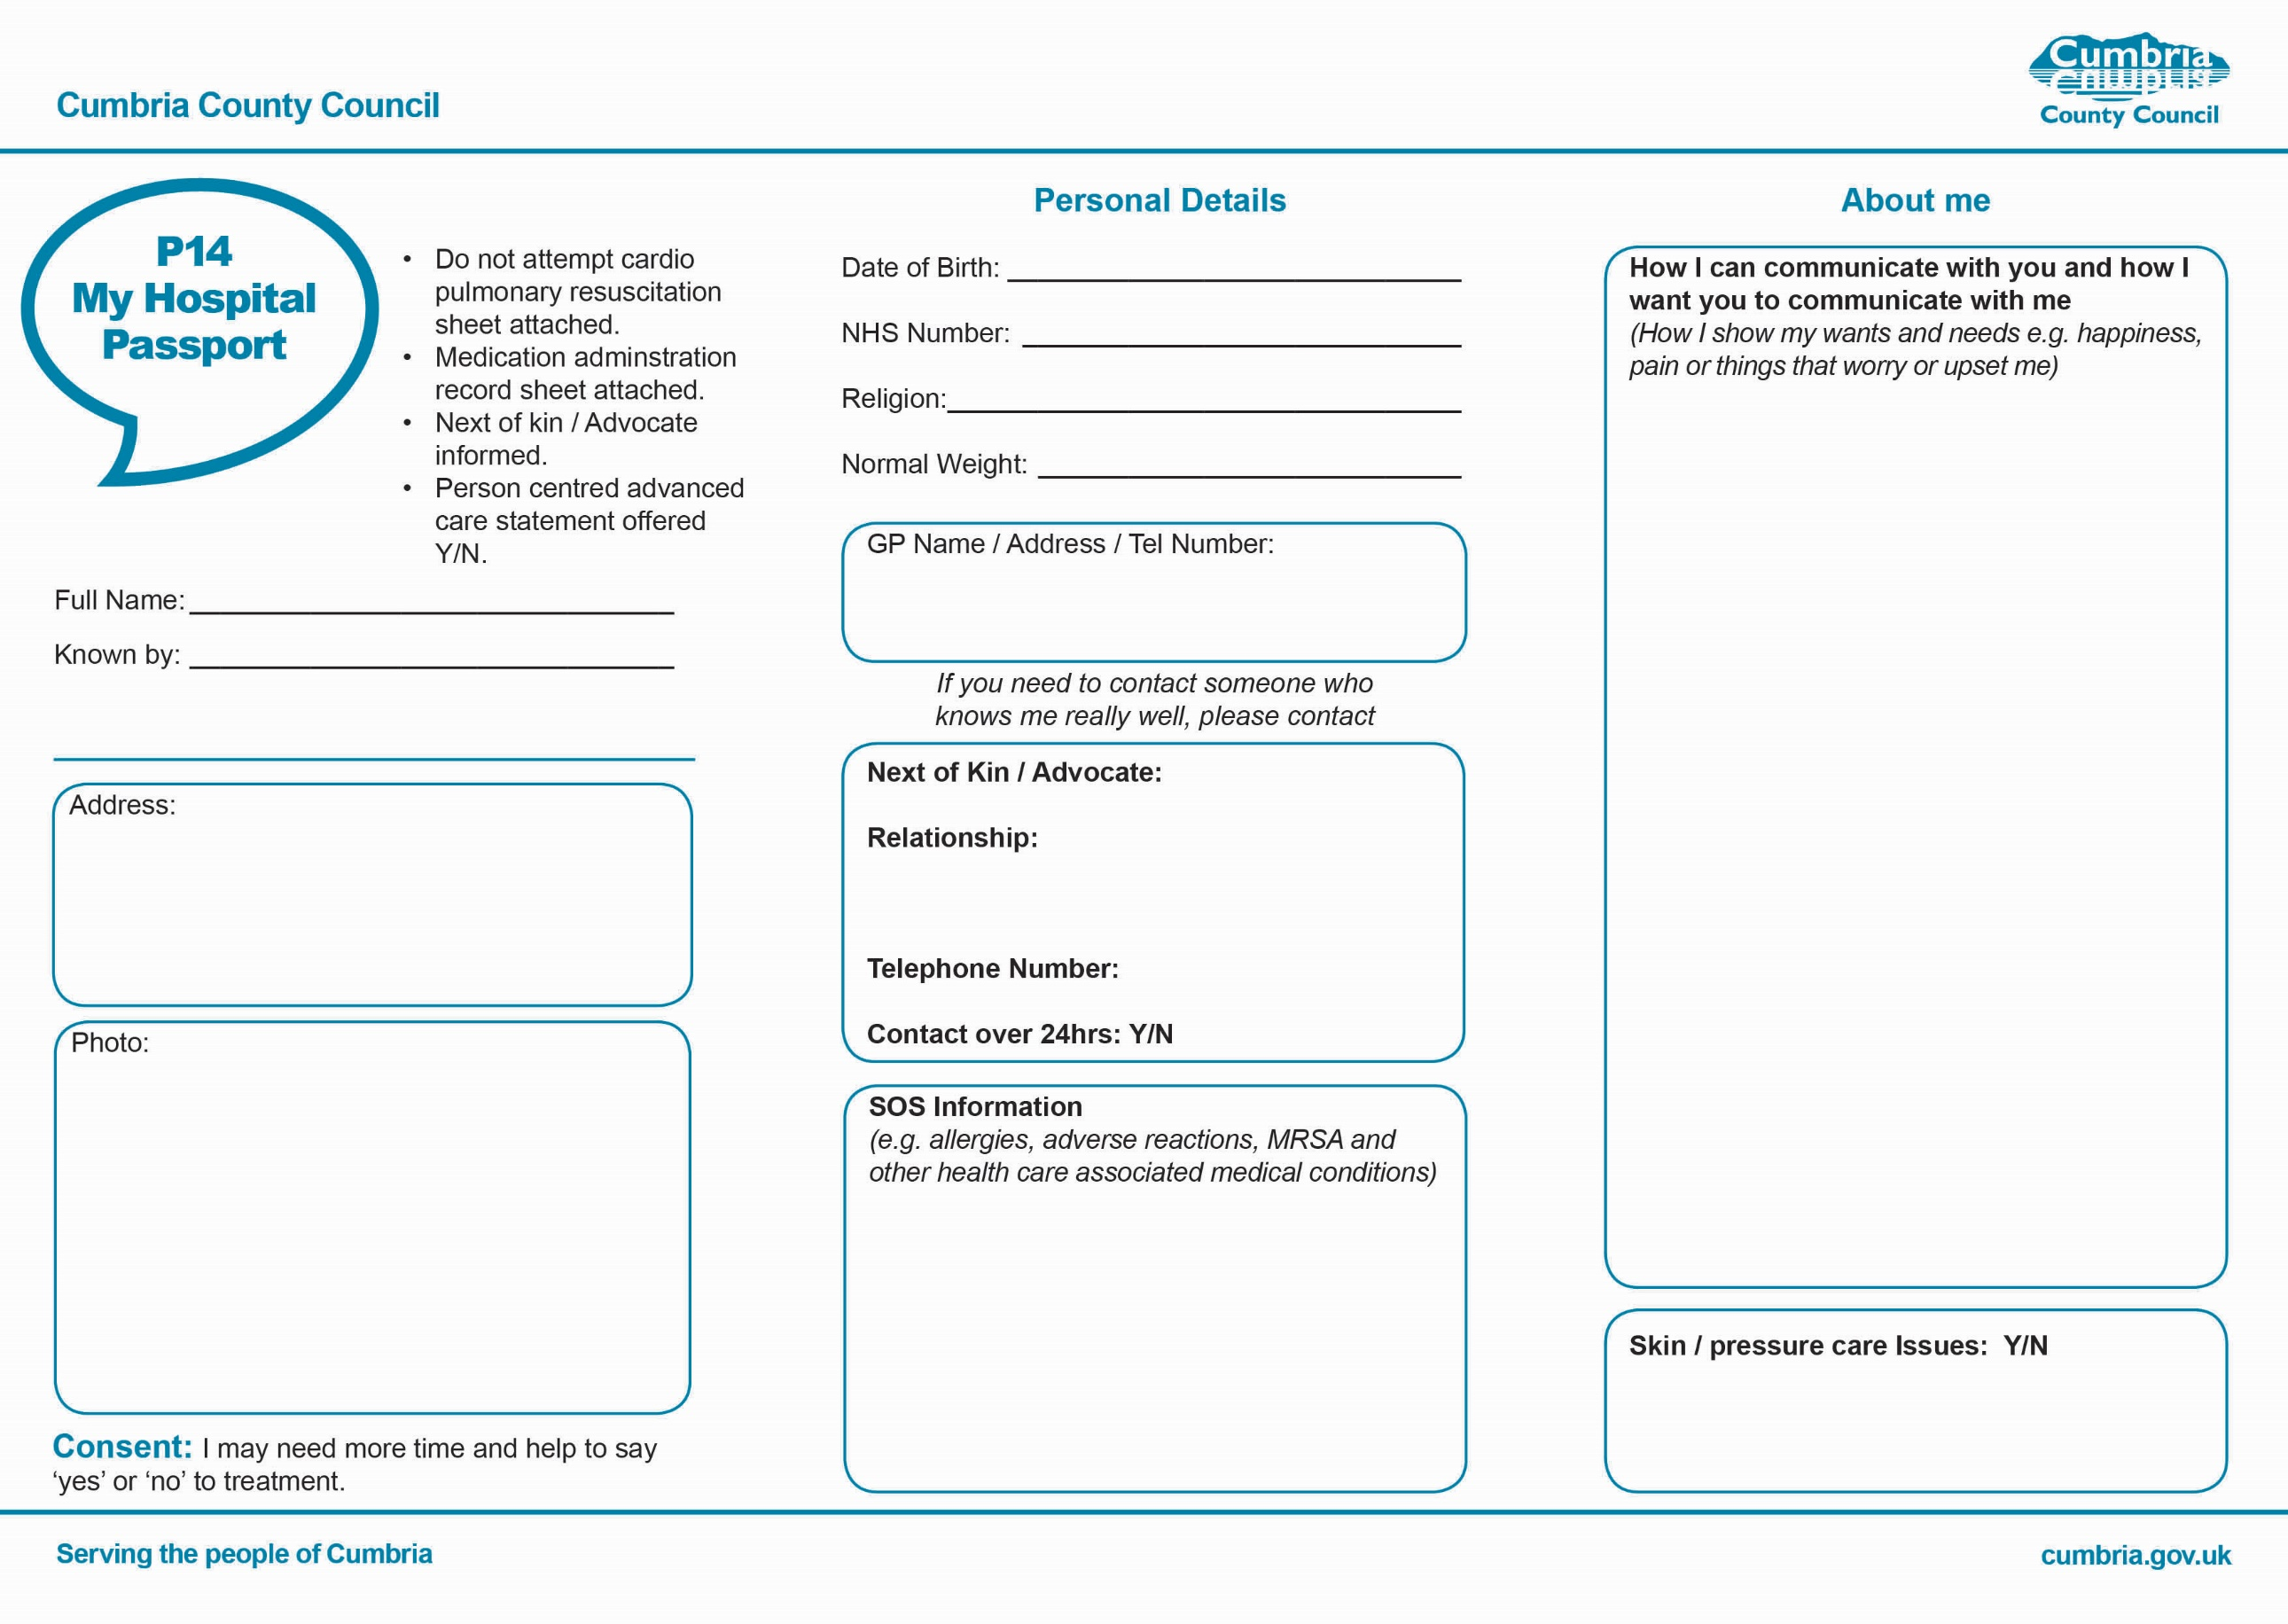 Cumbria County Council
Cumbria
County Council
P14
My Hospital
Passport
• Do not attempt cardio
pulmonary resuscitation
sheet attached.
• Medication adminstration
record sheet attached.
• Next of kin / Advocate
informed.
• Person centred advanced
care statement offered
Y/N.
Full Name:
Known by:
Address:
Photo:
Consent: I may need more time and help to say
‘yes’ or ‘no’ to treatment.
Personal Details
Date of Birth:
NHS Number:
Religion:
Normal Weight:
GP Name / Address / Tel Number:
If you need to contact someone who
knows me really well, please contact
Next of Kin / Advocate:
Relationship:
Telephone Number:
Contact over 24hrs: Y/N
SOS Information
(e.g. allergies, adverse reactions, MRSA and
other health care associated medical conditions)
About me
How I can communicate with you and how I
want you to communicate with me
(How I show my wants and needs e.g. happiness,
pain or things that worry or upset me)
Skin / pressure care Issues: Y/N
Serving the people of Cumbria
cumbria.gov.uk